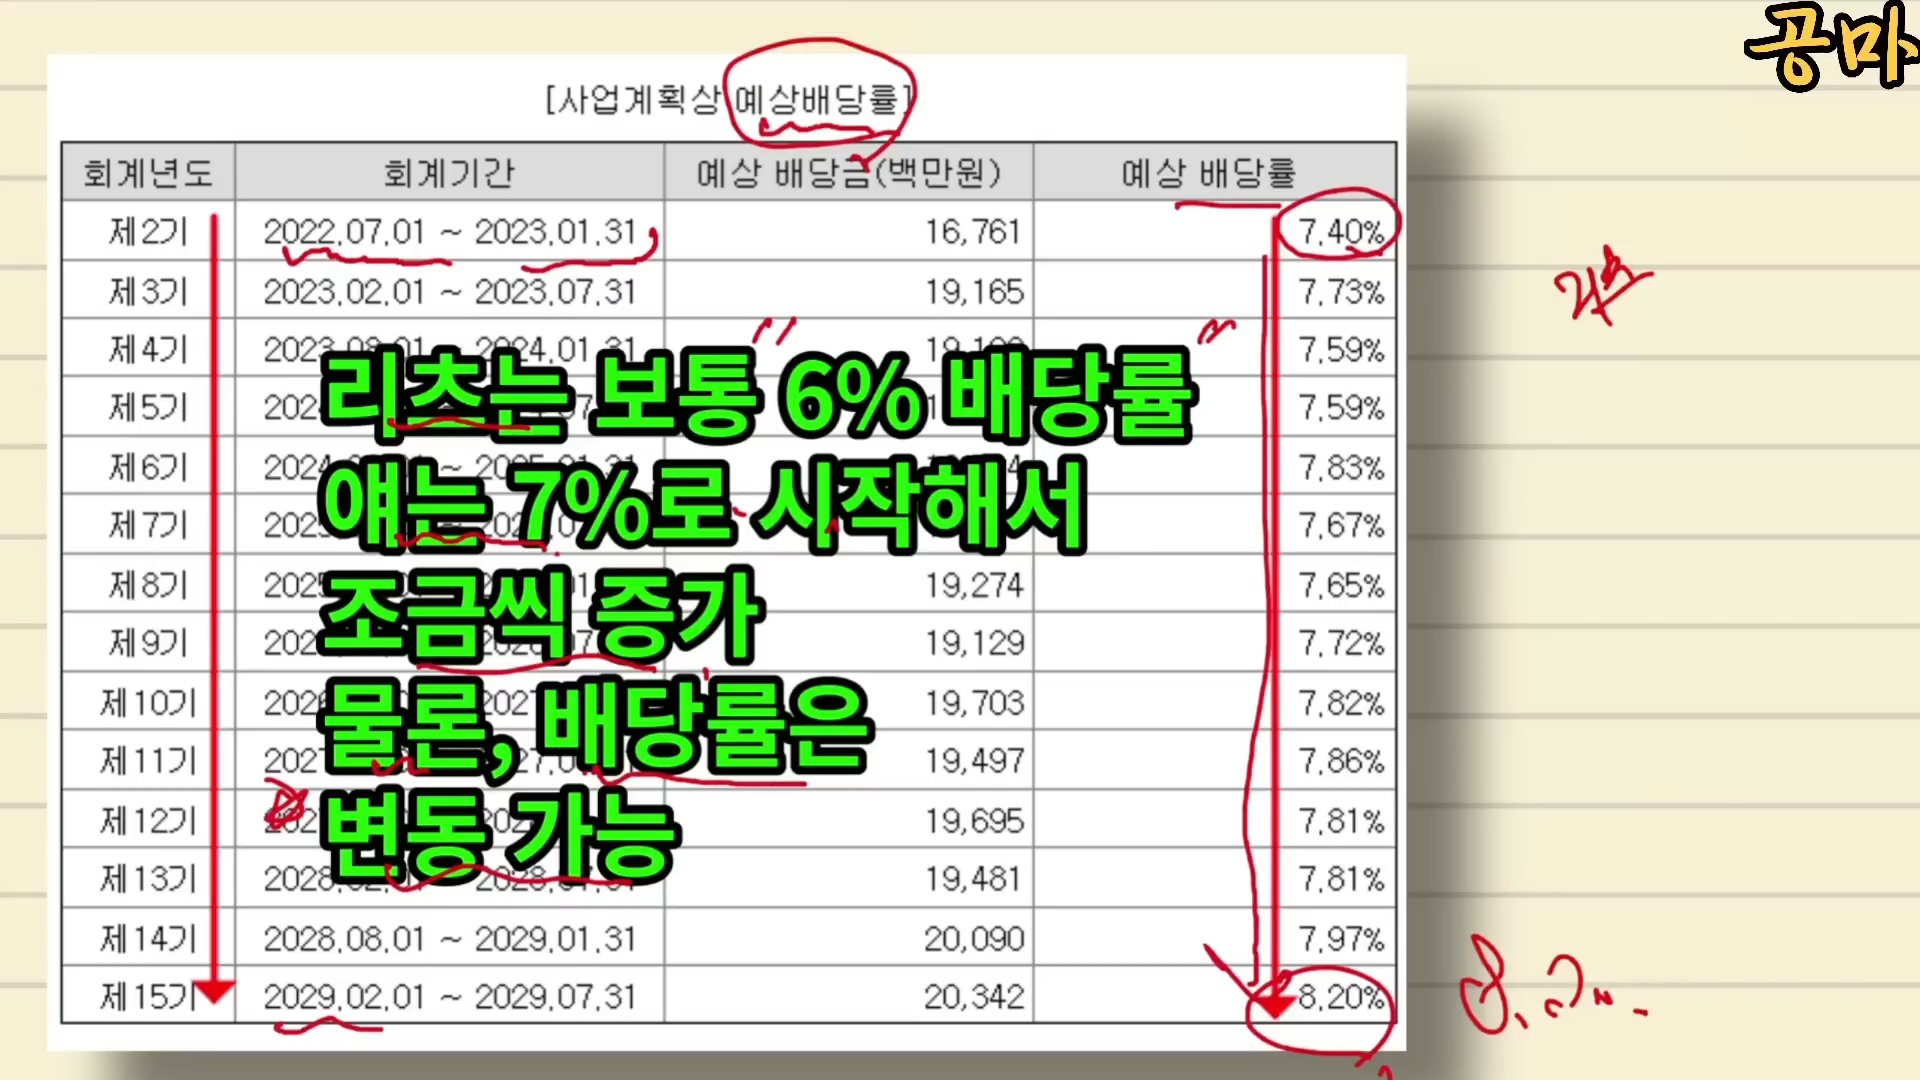 공마
[사업계획상 예상배당률]
회계년도 회계기간 예상 배당금(백만원) 예상 배당률
제2기 2022.07.01 ~ 2023.01.31 16,761 7.40%
제3기 2023.02.01 ~ 2023.07.31 19,165 7.73%
제4기 7.59%
리츠는 보통 6% 배당률
제5기 7.59%
제6기 7.83%
얘는 7%로 시작해서
제7기 7.67%
제8기 19,274 7.65%
조금씩 증가
제9기 19,129 7.72%
제10기 19,703 7.82%
물론, 배당률은
제11기 19,497 7.86%
제12기 19,695 7.81%
변동 가능
제13기 19,481 7.81%
제14기 2028.08.01 ~ 2029.01.31 20,090 7.97%
제15기 2029.02.01 ~ 2029.07.31 20,342 8.20%